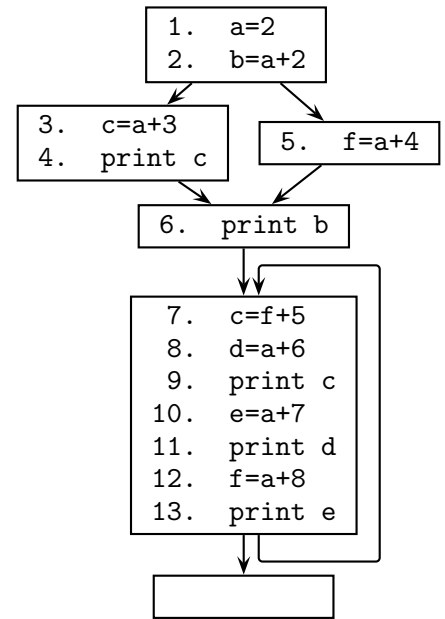 1. a=2
2. b=a+2
3. c=a+3
4. print c
5. f=a+4
6. print b
7. c=f+5
8. d=a+6
9. print c
10. e=a+7
11. print d
12. f=a+8
13. print e